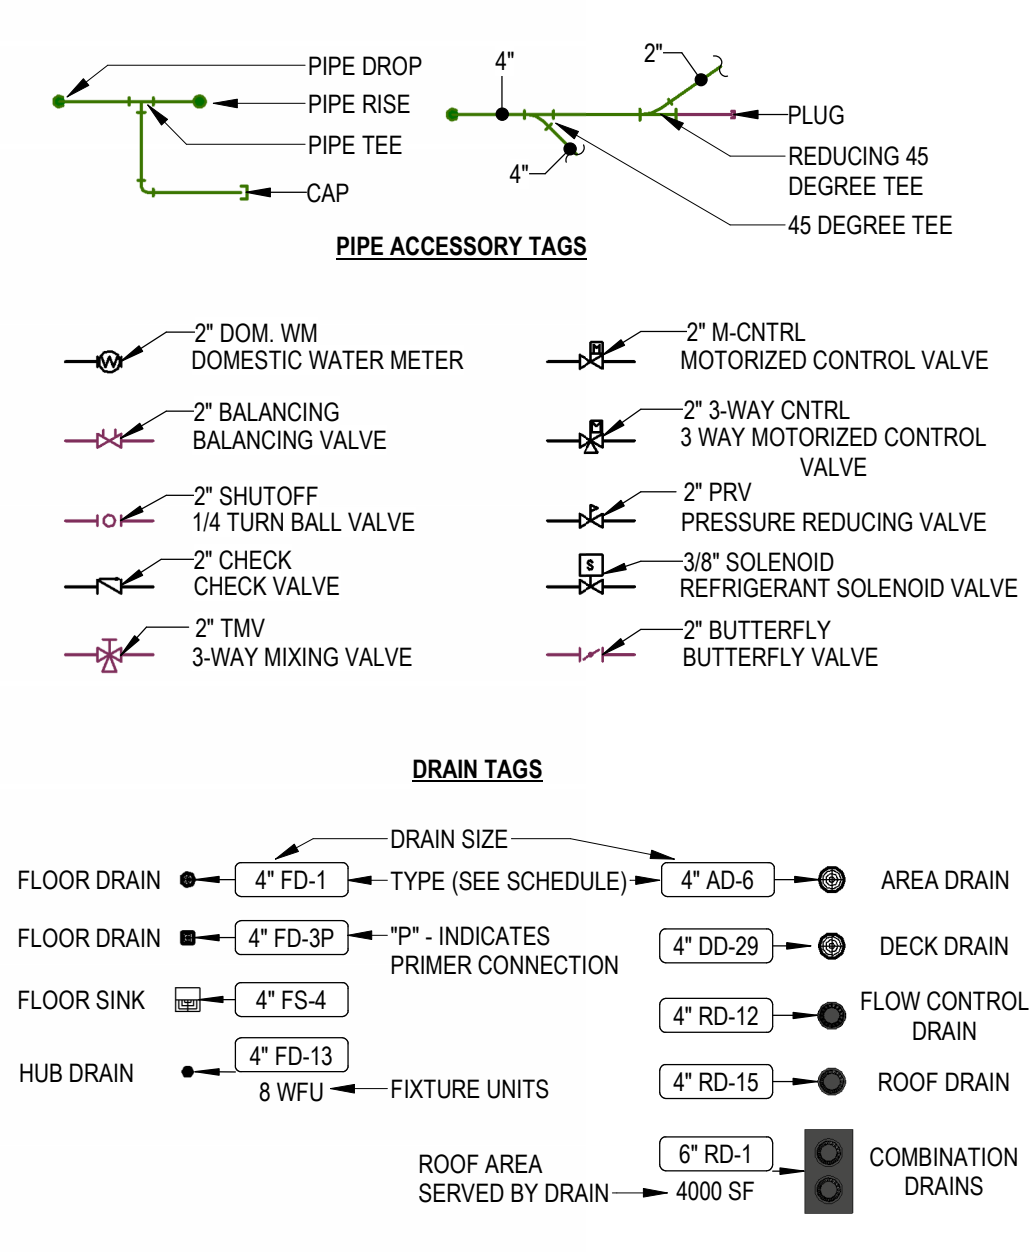 PIPE DROP
PIPE RISE
PIPE TEE
CAP
4"
2"
4"
PLUG
REDUCING 45
DEGREE TEE
45 DEGREE TEE
PIPE ACCESSORY TAGS
2" DOM. WM
DOMESTIC WATER METER
W
2" BALANCING
BALANCING VALVE
2" SHUTOFF
1/4 TURN BALL VALVE
2" CHECK
CHECK VALVE
2" TMV
3-WAY MIXING VALVE
2" M-CNTRL
M
MOTORIZED CONTROL VALVE
2" 3-WAY CNTRL
M
3 WAY MOTORIZED CONTROL
VALVE
2" PRV
PRESSURE REDUCING VALVE
3/8" SOLENOID
S
REFRIGERANT SOLENOID VALVE
2" BUTTERFLY
BUTTERFLY VALVE
DRAIN TAGS
DRAIN SIZE
FLOOR DRAIN
4" FD-1
TYPE (SEE SCHEDULE)
4" AD-6
AREA DRAIN
FLOOR DRAIN
4" FD-3P
"P" - INDICATES
PRIMER CONNECTION
4" DD-29
DECK DRAIN
FLOOR SINK
4" FS-4
4" RD-12
FLOW CONTROL
DRAIN
HUB DRAIN
4" FD-13
8 WFU
FIXTURE UNITS
4" RD-15
ROOF DRAIN
ROOF AREA
SERVED BY DRAIN
6" RD-1
4000 SF
COMBINATION
DRAINS